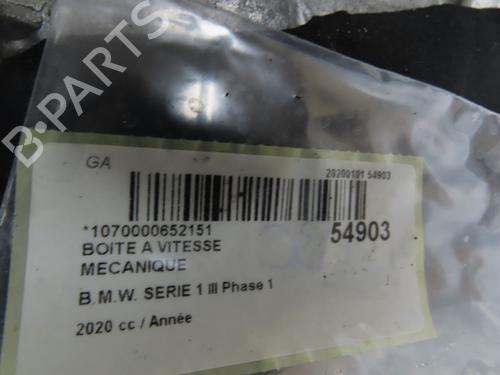 B-PARTS
GA
20200101 54903
*1070000652151
54903
BOITE A VITESSE
MECANIQUE
B.M.W. SERIE 1 III Phase 1
2020 cc / Année